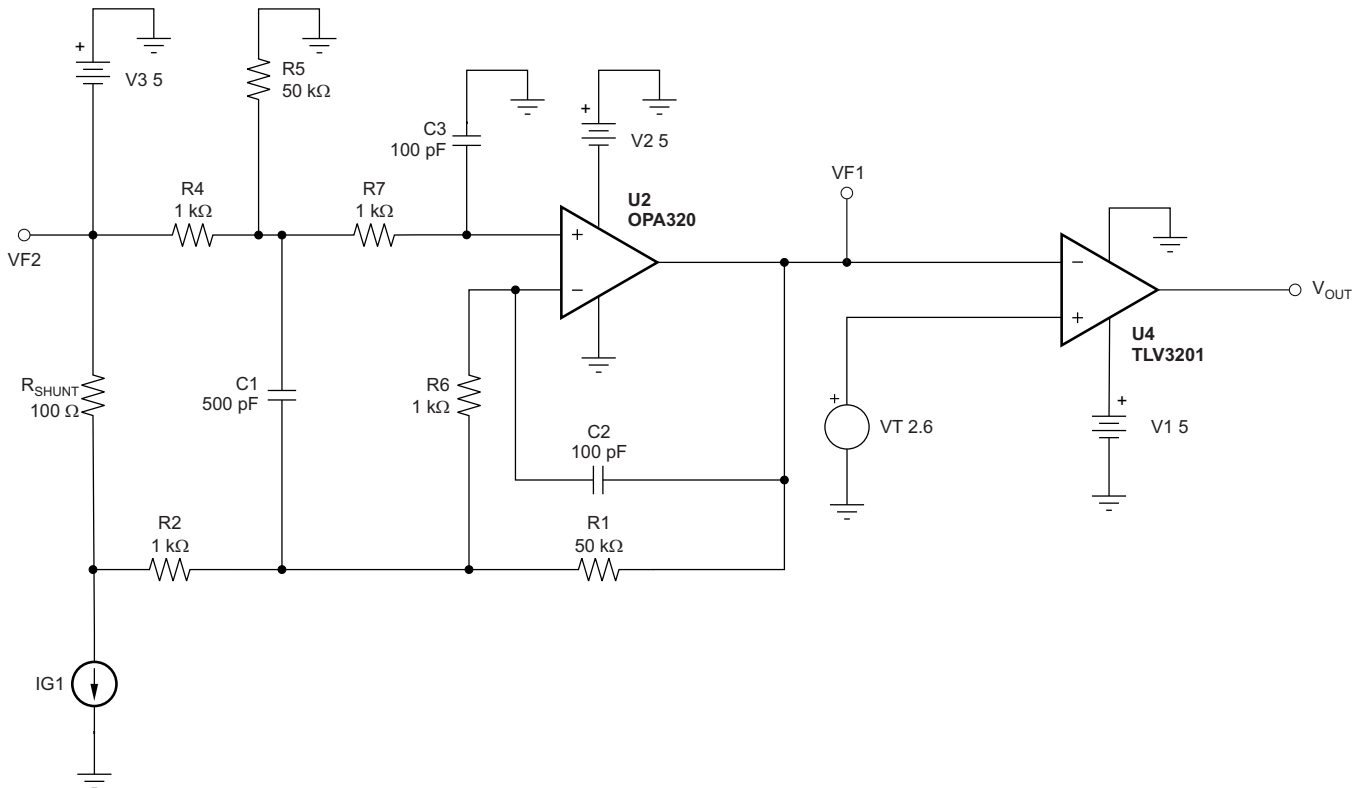 +
V3 5
R5
50 kΩ
C3
100 pF
+
V2 5
R4
1 kΩ
R7
1 kΩ
U2
OPA320
VF1
VF2
+
−
−
+
V_OUT
U4
TLV3201
R_SHUNT
100 Ω
C1
500 pF
R6
1 kΩ
C2
100 pF
+
VT 2.6
+
V1 5
R2
1 kΩ
R1
50 kΩ
IG1